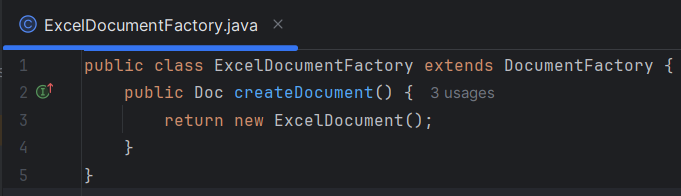 ExcelDocumentFactory.java
1 public class ExcelDocumentFactory extends DocumentFactory {
2 public Doc createDocument() { 3 usages
3 return new ExcelDocument();
4 }
5 }